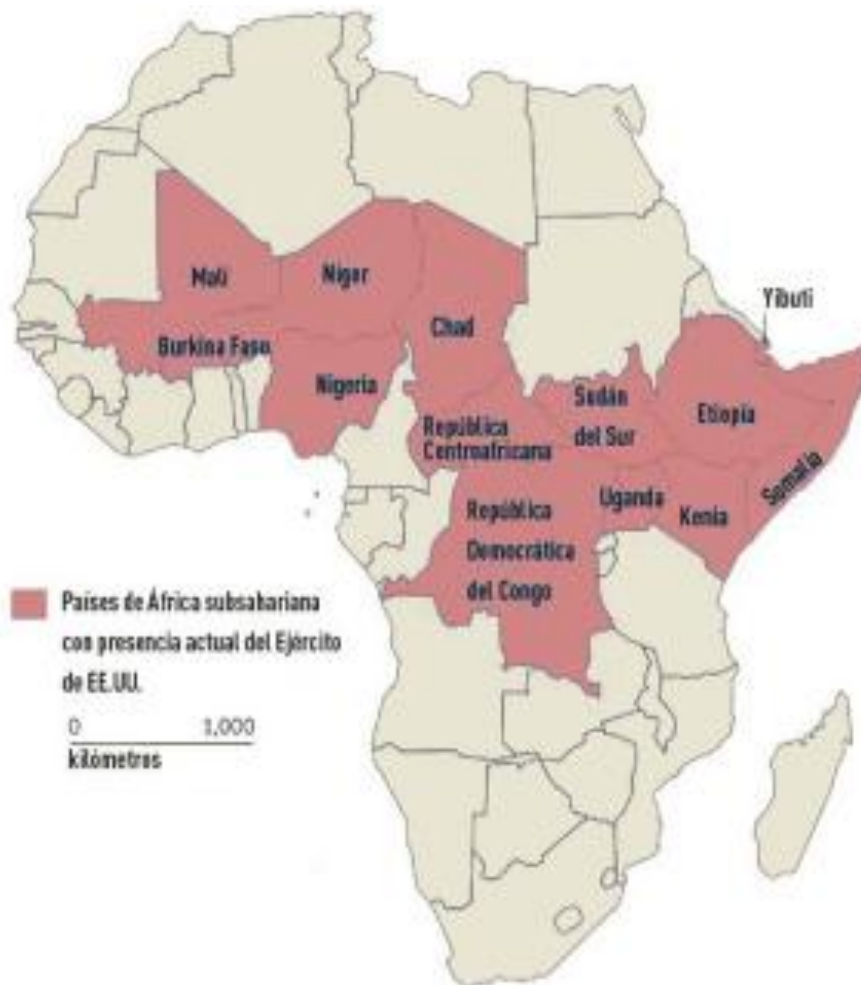 Mali
Níger
Chad
Yibuti
Burkina Faso
Nigeria
Sudán
del Sur
Etiopía
República
Centroafricana
Somalia
Uganda
Kenia
República
Democrática
del Congo
Países de África subsahariana
con presencia actual del Ejército
de EE.UU.
0 1.000
kilómetros